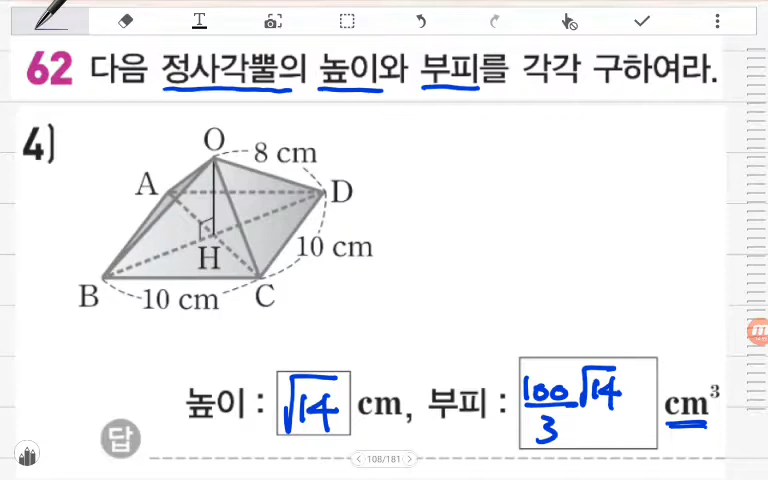 T
62 다음 정사각뿔의 높이와 부피를 각각 구하여라.
4)
O
8 cm
A
D
H
10 cm
B
10 cm
C
높이 : √14 cm, 부피 : 100/3 √14 cm³
답
108/181